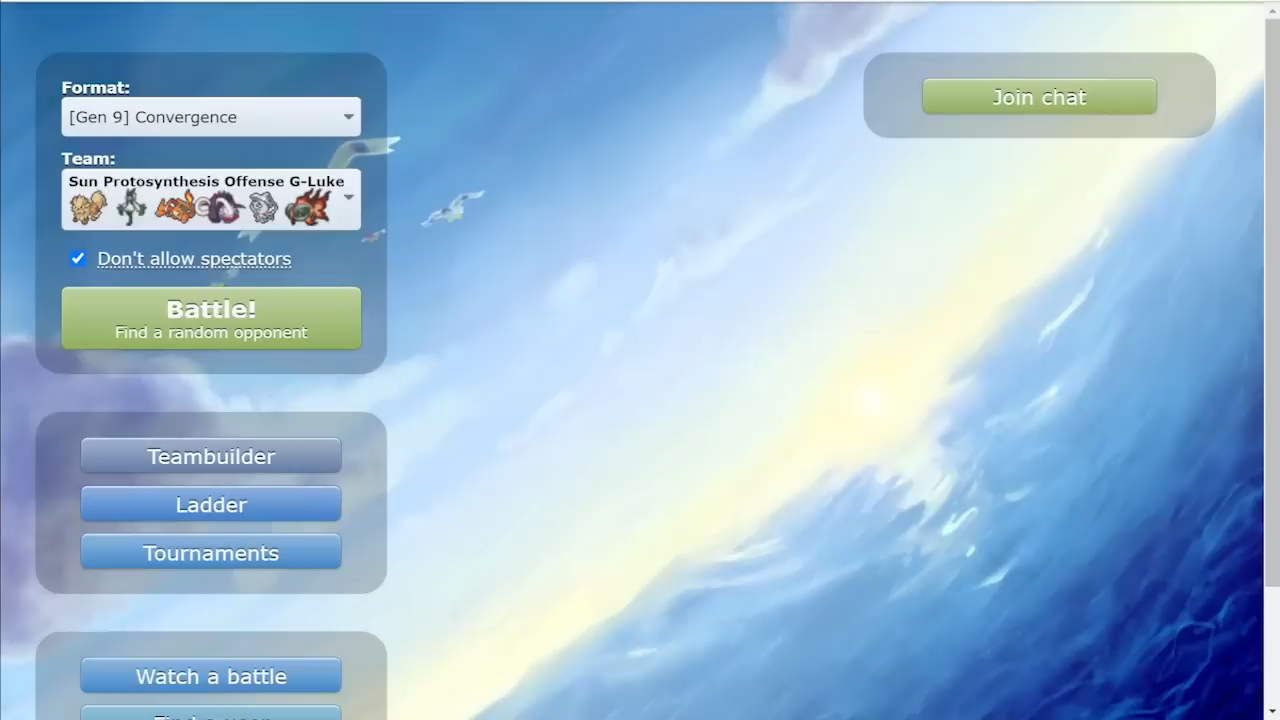 Format:
[Gen 9] Convergence
Team:
Sun Protosynthesis Offense G-Luke
Don't allow spectators
Battle!
Find a random opponent
Teambuilder
Ladder
Tournaments
Watch a battle
Join chat